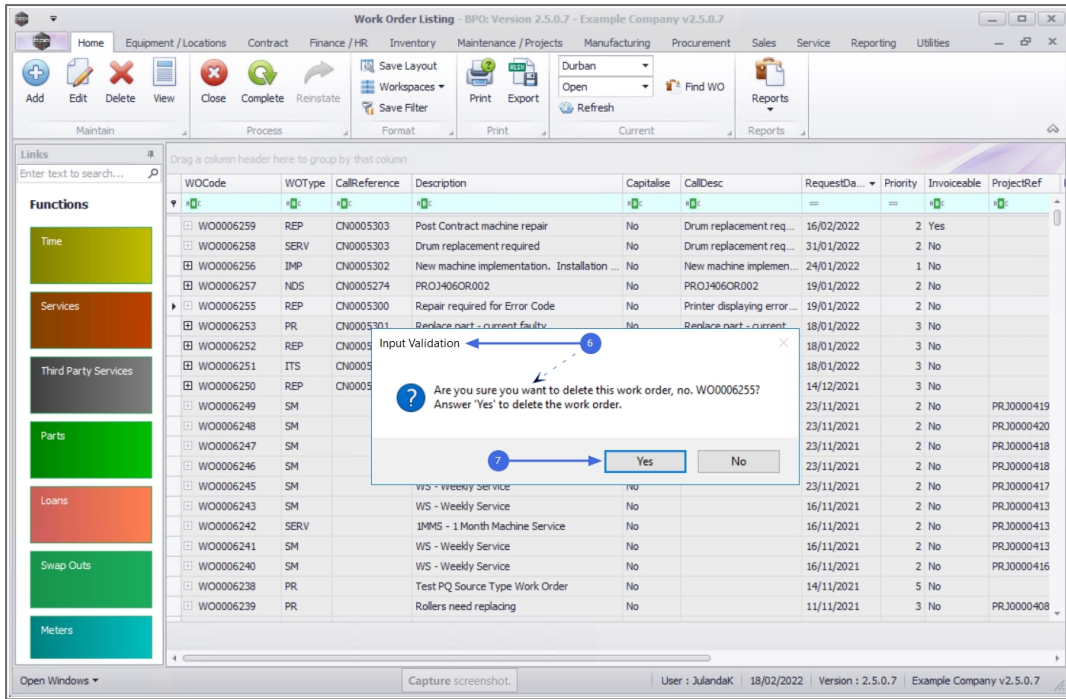 Work Order Listing - BPO: Version 2.5.0.7 - Example Company v2.5.0.7
Home Equipment / Locations Contract Finance / HR Inventory Maintenance / Projects Manufacturing Procurement Sales Service Reporting Utilities
Add Edit Delete View Close Complete Reinstate Save Layout Workspaces Save Filter Print Export Durban Open Refresh Find WO Reports
Maintain Process Format Print Current Reports
Links
Enter text to search...
Functions
Time
Services
Third Party Services
Parts
Loans
Swap Outs
Meters
Drag a column header here to group by that column
WOCode WOType CallReference Description Capitalise CallDesc RequestDa... Priority Invoiceable ProjectRef
WO0006259 REP CN0005303 Post Contract machine repair No Drum replacement req... 16/02/2022 2 Yes
WO0006258 SERV CN0005303 Drum replacement required No Drum replacement req... 31/01/2022 2 No
WO0006256 IMP CN0005302 New machine implementation. Installation ... No New machine implemen... 24/01/2022 1 No
WO0006257 NDS CN0005274 PROJ406OR002 No PROJ406OR002 19/01/2022 2 No
WO0006255 REP CN0005300 Repair required for Error Code No Printer displaying error... 19/01/2022 2 No
WO0006253 PR CN0005301 Replace part - current faulty No Replace part - current 18/01/2022 3 No
WO0006252 REP CN0005 18/01/2022 3 No
WO0006251 ITS CN0005 18/01/2022 3 No
WO0006250 REP CN0005 14/12/2021 3 No
WO0006249 SM 23/11/2021 2 No PRJ0000419
WO0006248 SM 23/11/2021 2 No PRJ0000420
WO0006247 SM 23/11/2021 2 No PRJ0000418
WO0006246 SM 23/11/2021 2 No PRJ0000418
WO0006245 SM WS - Weekly Service No 23/11/2021 2 No PRJ0000417
WO0006243 SM WS - Weekly Service No 16/11/2021 2 No PRJ0000413
WO0006242 SERV 1MMS - 1 Month Machine Service No 16/11/2021 2 No PRJ0000413
WO0006241 SM WS - Weekly Service No 16/11/2021 2 No PRJ0000413
WO0006240 SM WS - Weekly Service No 16/11/2021 2 No PRJ0000416
WO0006238 PR Test PQ Source Type Work Order No 14/11/2021 5 No
WO0006239 PR Rollers need replacing No 11/11/2021 3 No PRJ0000408
Input Validation 6
Are you sure you want to delete this work order, no. WO0006255?
Answer 'Yes' to delete the work order.
7 Yes No
Open Windows Capture screenshot. User : JulandaK 18/02/2022 Version : 2.5.0.7 Example Company v2.5.0.7